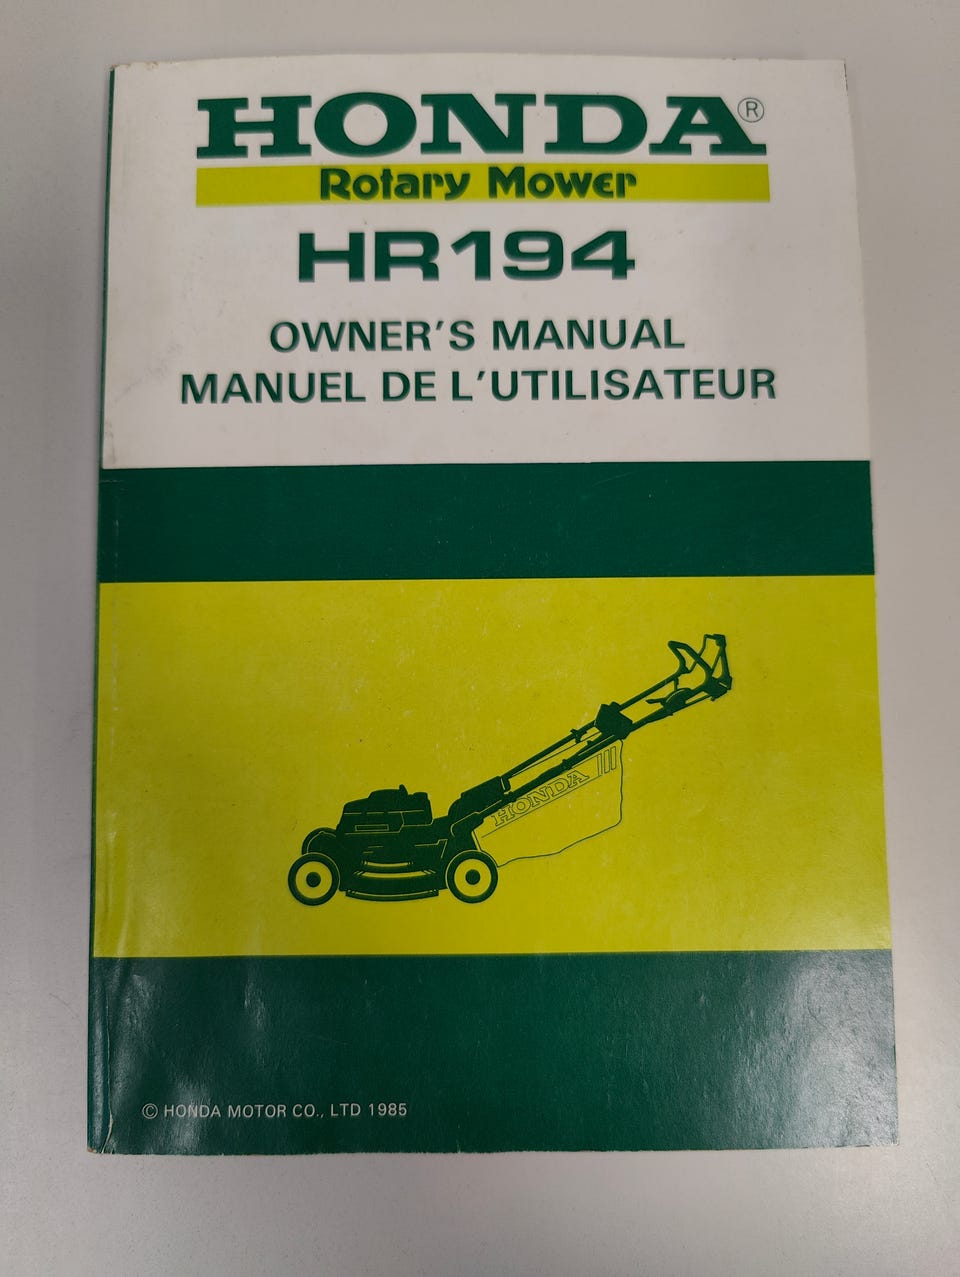 HONDA®
Rotary Mower
HR194
OWNER'S MANUAL
MANUEL DE L'UTILISATEUR
HONDA
© HONDA MOTOR CO., LTD 1985